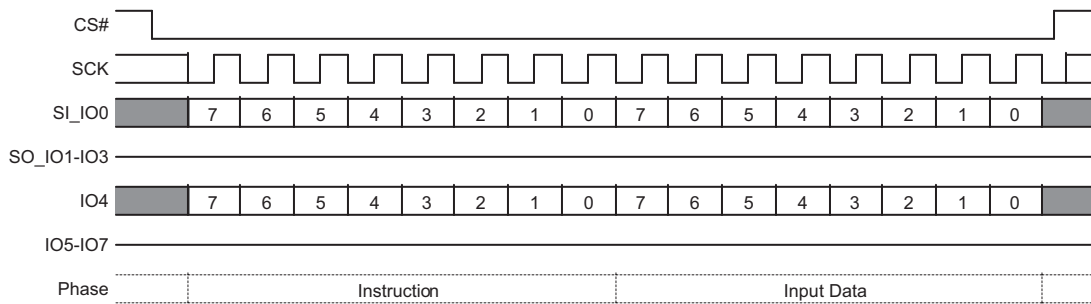 CS#
SCK
SI_IO0 7 6 5 4 3 2 1 0 7 6 5 4 3 2 1 0
SO_IO1-IO3
IO4 7 6 5 4 3 2 1 0 7 6 5 4 3 2 1 0
IO5-IO7
Phase Instruction Input Data